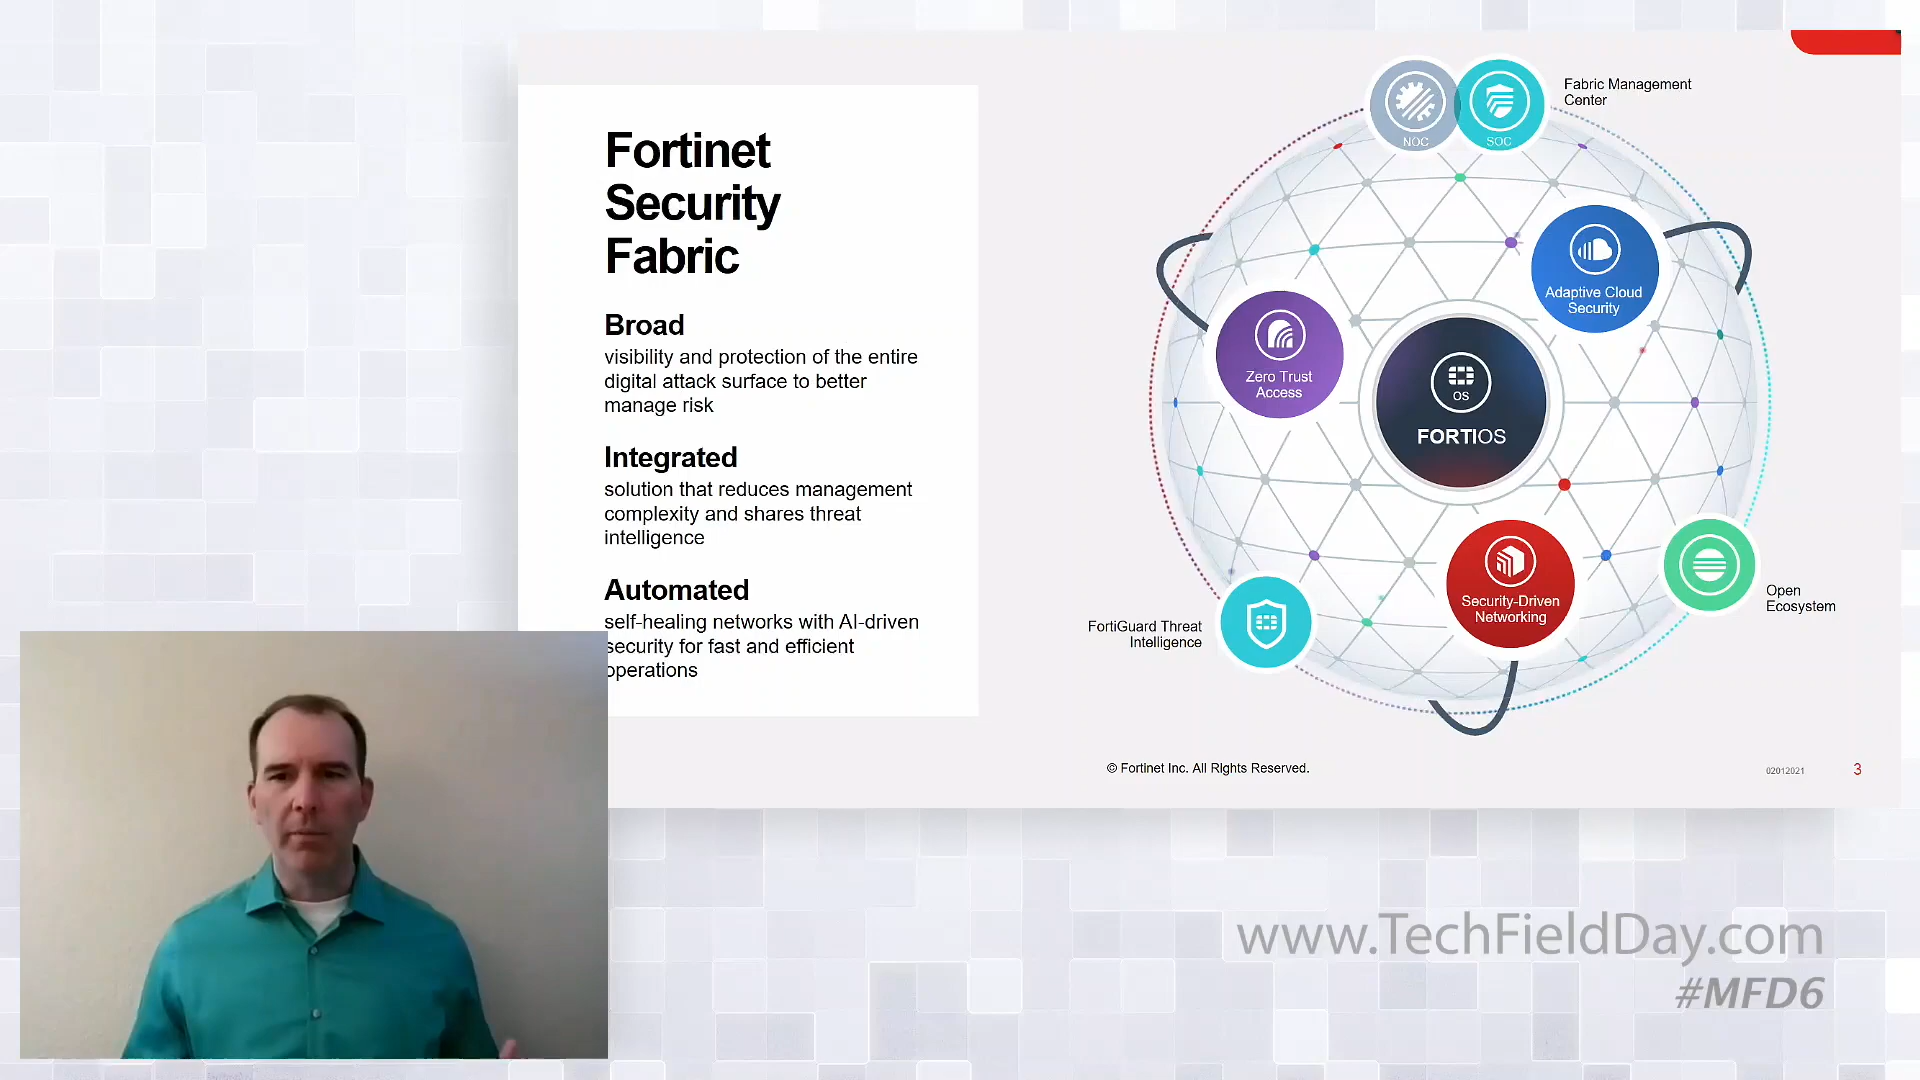 Fortinet
Security
Fabric
Broad
visibility and protection of the entire
digital attack surface to better
manage risk
Integrated
solution that reduces management
complexity and shares threat
intelligence
Automated
self-healing networks with AI-driven
security for fast and efficient
operations
NOC
SOC
Fabric Management
Center
Adaptive Cloud
Security
Zero Trust
Access
OS
FORTIOS
Security-Driven
Networking
Open
Ecosystem
FortiGuard Threat
Intelligence
© Fortinet Inc. All Rights Reserved.
02012021
3
www.TechFieldDay.com
#MFD6